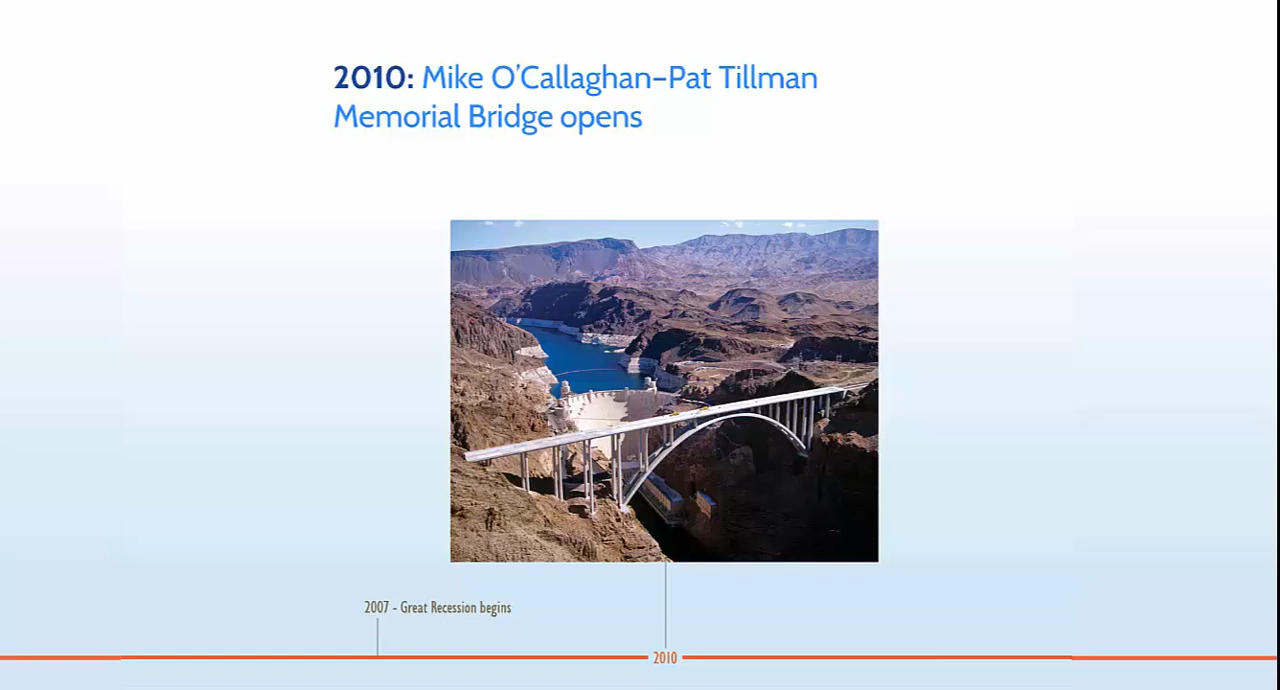 2010: Mike O’Callaghan–Pat Tillman
Memorial Bridge opens
2007 - Great Recession begins
2010